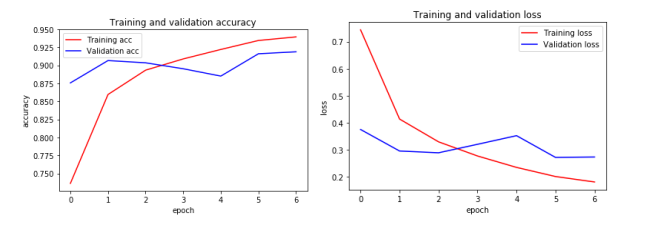 Training and validation accuracy
0.950
0.925
0.900
0.875
0.850
0.825
0.800
0.775
0.750
accuracy
Training acc
Validation acc
0 1 2 3 4 5 6
epoch
Training and validation loss
0.7
0.6
0.5
0.4
0.3
0.2
loss
Training loss
Validation loss
0 1 2 3 4 5 6
epoch